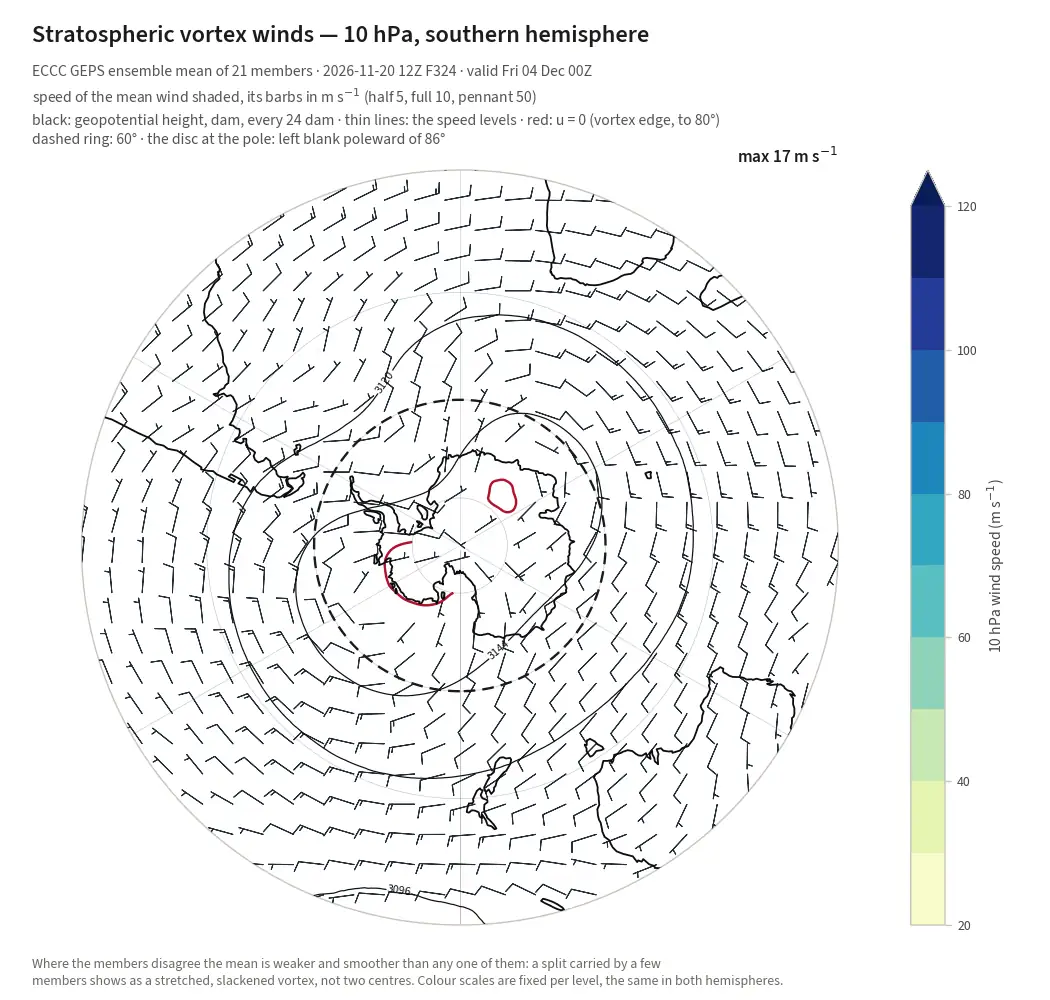 Stratospheric vortex winds — 10 hPa, southern hemisphere
ECCC GEPS ensemble mean of 21 members · 2026-11-20 12Z F324 · valid Fri 04 Dec 00Z
speed of the mean wind shaded, its barbs in m s⁻¹ (half 5, full 10, pennant 50)
black: geopotential height, dam, every 24 dam · thin lines: the speed levels · red: u = 0 (vortex edge, to 80°)
dashed ring: 60° · the disc at the pole: left blank poleward of 86°
max 17 m s⁻¹
120
100
80
60
40
20
10 hPa wind speed (m s⁻¹)
3120
3144
3096
Where the members disagree the mean is weaker and smoother than any one of them: a split carried by a few
members shows as a stretched, slackened vortex, not two centres. Colour scales are fixed per level, the same in both hemispheres.